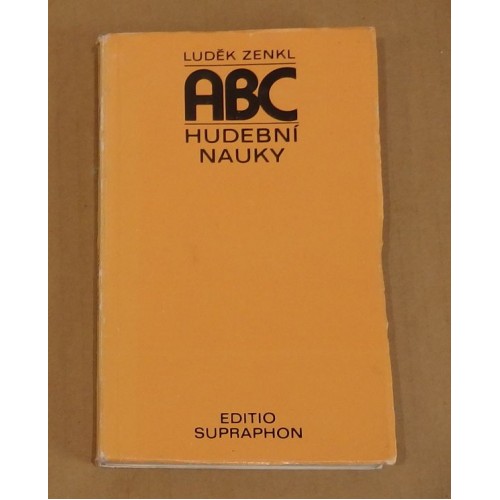 LUDĚK ZENKL
ABC
HUDEBNÍ
NAUKY
EDITIO
SUPRAPHON